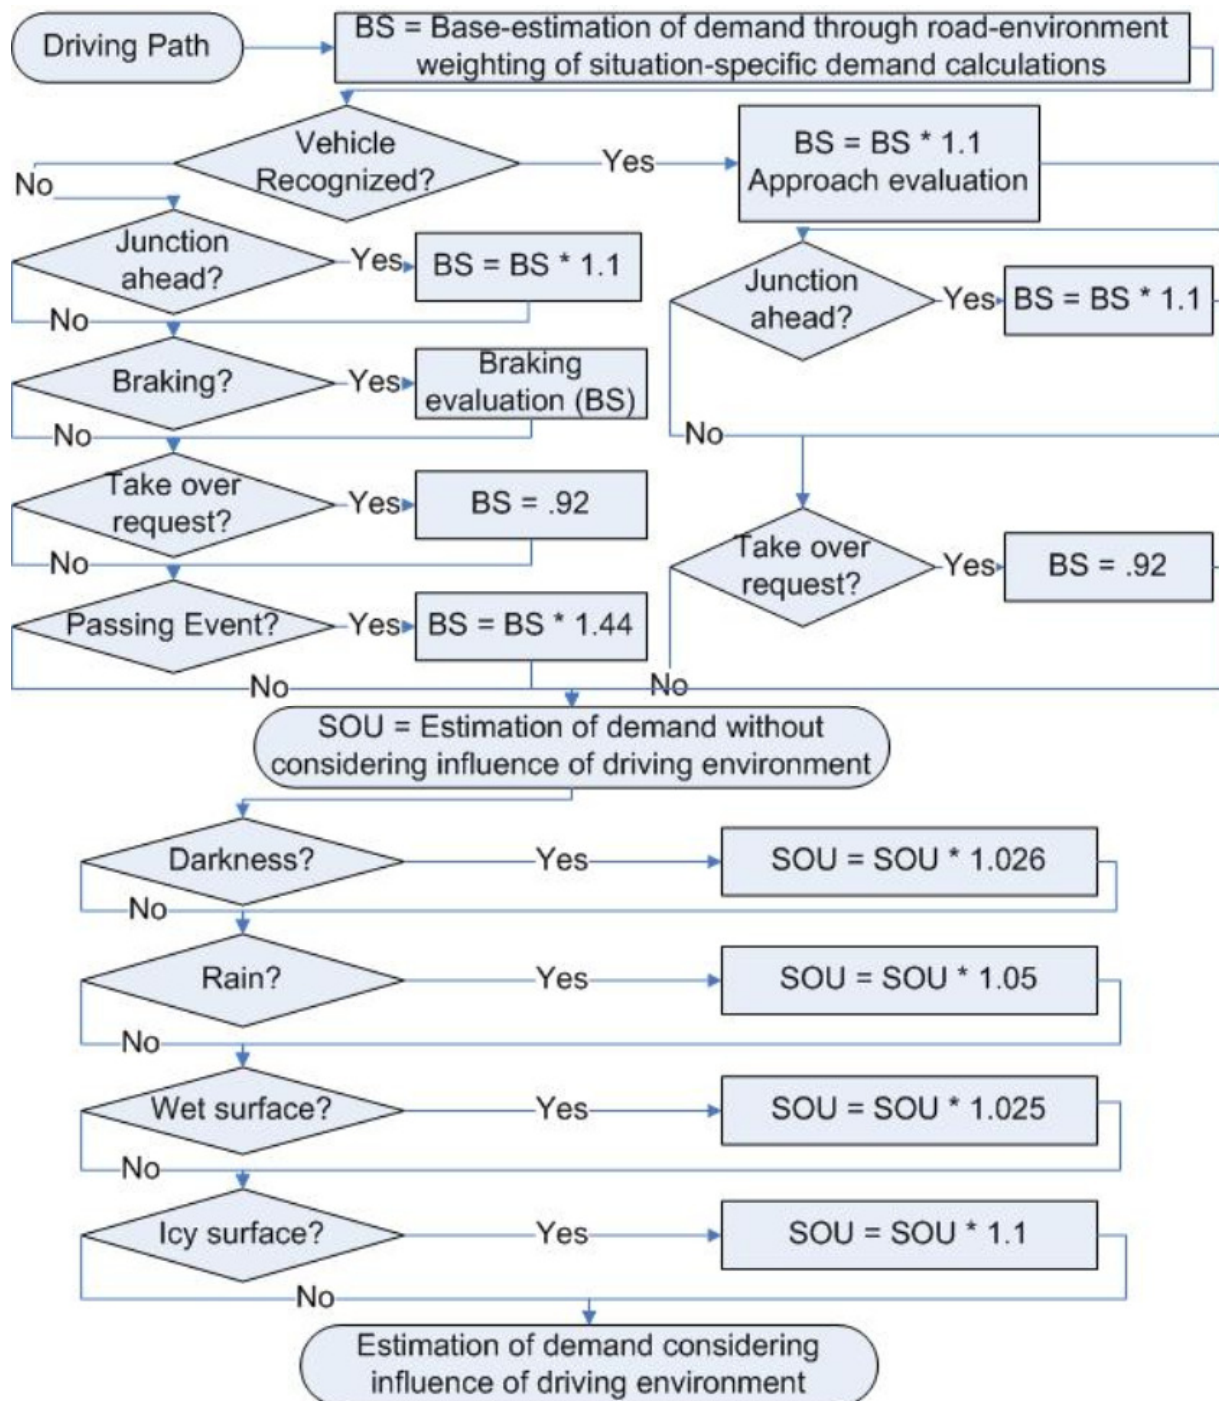 Driving Path
BS = Base-estimation of demand through road-environment
weighting of situation-specific demand calculations
Vehicle
Recognized?
Yes
BS = BS * 1.1
Approach evaluation
No
Junction
ahead?
Yes
BS = BS * 1.1
No
Junction
ahead?
Yes
BS = BS * 1.1
No
Braking?
Yes
Braking
evaluation (BS)
No
Take over
request?
Yes
BS = .92
No
Take over
request?
Yes
BS = .92
No
Passing Event?
Yes
BS = BS * 1.44
No
SOU = Estimation of demand without
considering influence of driving environment
Darkness?
Yes
SOU = SOU * 1.026
No
Rain?
Yes
SOU = SOU * 1.05
No
Wet surface?
Yes
SOU = SOU * 1.025
No
Icy surface?
Yes
SOU = SOU * 1.1
No
Estimation of demand considering
influence of driving environment